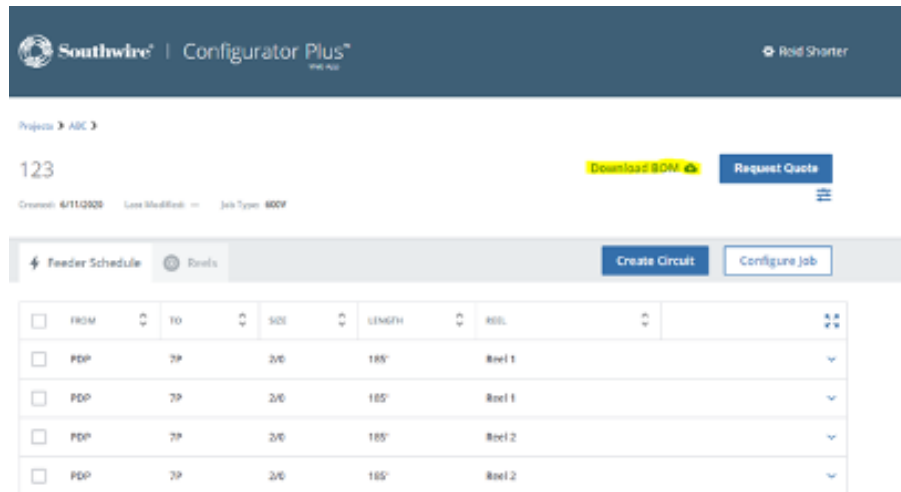 Southwire® | Configurator Plus™
Web App
Reid Shorter
Projects > ABC >
123
Download BOM
Request Quote
Created: 6/11/2020 Last Modified: — Job Type: 600V
Feeder Schedule
Reels
Create Circuit
Configure Job
FROM TO SIZE LENGTH REEL
PDP 7P 2/0 185' Reel 1
PDP 7P 2/0 185' Reel 1
PDP 7P 2/0 185' Reel 2
PDP 7P 2/0 185' Reel 2